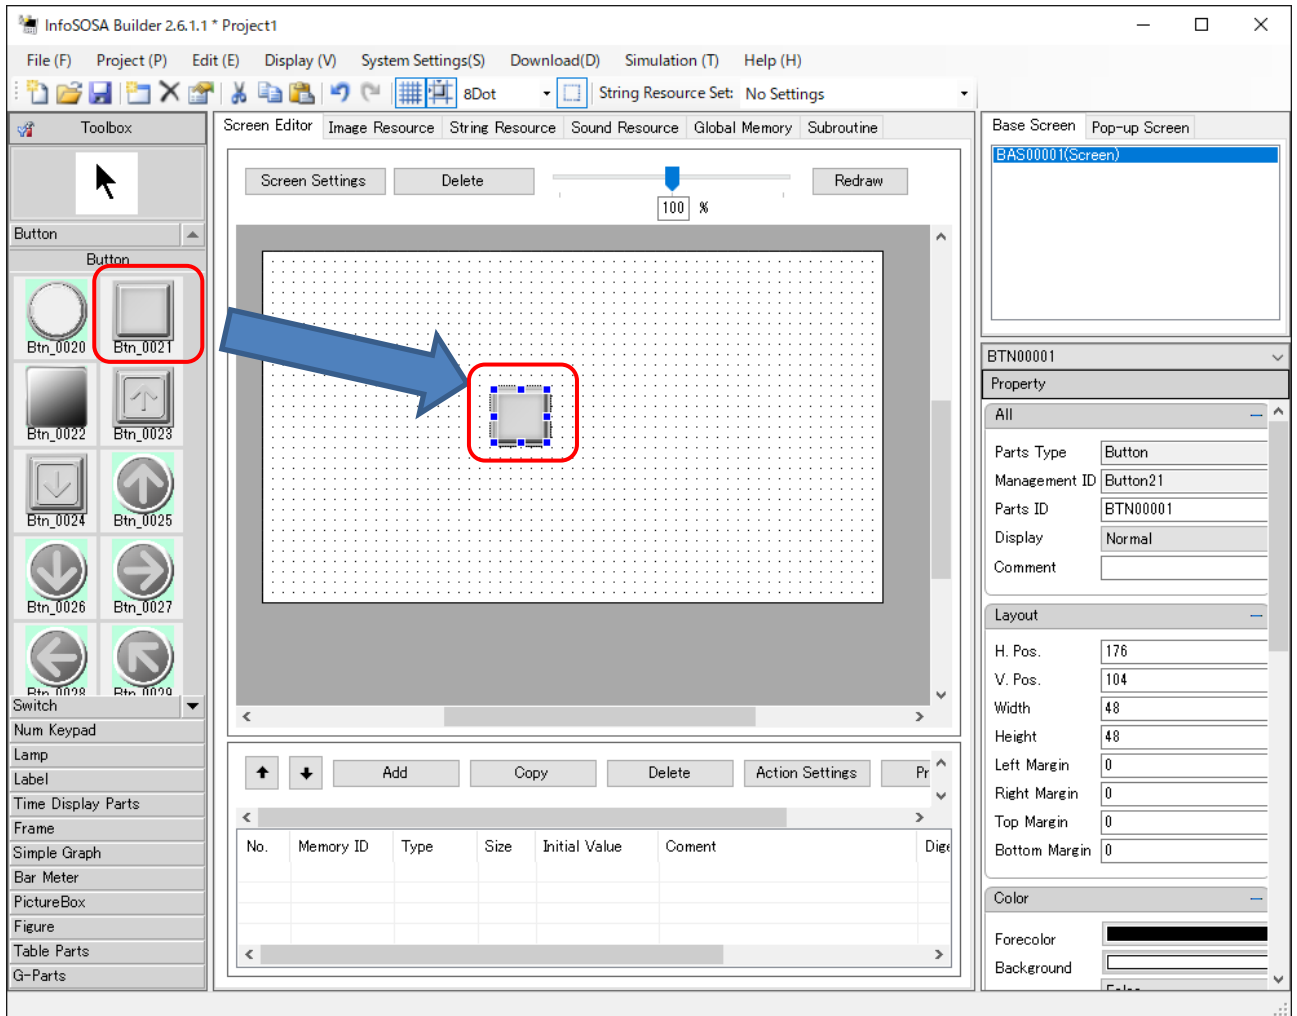 InfoSOSA Builder 2.6.1.1 * Project1
File (F) Project (P) Edit (E) Display (V) System Settings(S) Download(D) Simulation (T) Help (H)
8Dot String Resource Set: No Settings
Toolbox
Screen Editor Image Resource String Resource Sound Resource Global Memory Subroutine
Base Screen Pop-up Screen
BAS00001(Screen)
Screen Settings Delete Redraw
100 %
Button
Button
Btn_0020 Btn_0021
Btn_0022 Btn_0023
Btn_0024 Btn_0025
Btn_0026 Btn_0027
Btn_0028 Btn_0029
Switch
Num Keypad
Lamp
Label
Time Display Parts
Frame
Simple Graph
Bar Meter
PictureBox
Figure
Table Parts
G-Parts
Add Copy Delete Action Settings Pr
No. Memory ID Type Size Initial Value Coment Dige
BTN00001
Property
All
Parts Type Button
Management ID Button21
Parts ID BTN00001
Display Normal
Comment
Layout
H. Pos. 176
V. Pos. 104
Width 48
Height 48
Left Margin 0
Right Margin 0
Top Margin 0
Bottom Margin 0
Color
Forecolor
Background